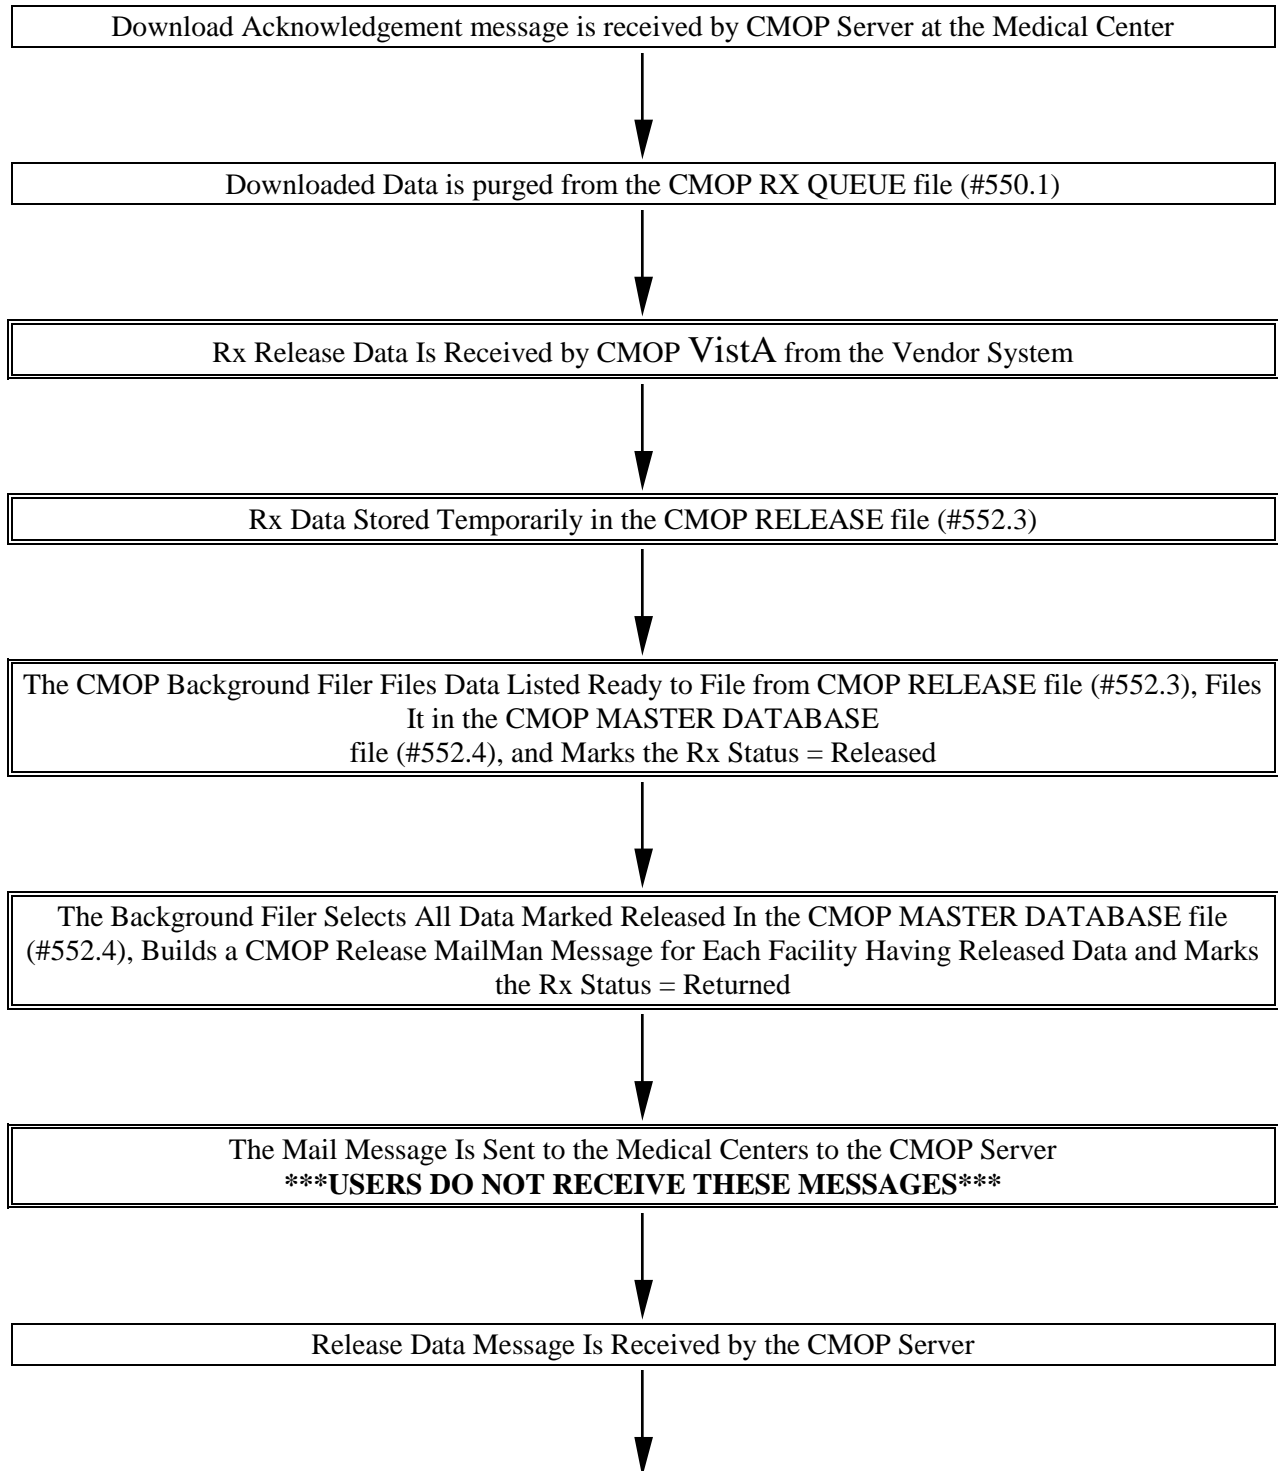 Download Acknowledgement message is received by CMOP Server at the Medical Center
Downloaded Data is purged from the CMOP RX QUEUE file (#550.1)
Rx Release Data Is Received by CMOP VistA from the Vendor System
Rx Data Stored Temporarily in the CMOP RELEASE file (#552.3)
The CMOP Background Filer Files Data Listed Ready to File from CMOP RELEASE file (#552.3), Files
It in the CMOP MASTER DATABASE
file (#552.4), and Marks the Rx Status = Released
The Background Filer Selects All Data Marked Released In the CMOP MASTER DATABASE file
(#552.4), Builds a CMOP Release MailMan Message for Each Facility Having Released Data and Marks
the Rx Status = Returned
The Mail Message Is Sent to the Medical Centers to the CMOP Server
***USERS DO NOT RECEIVE THESE MESSAGES***
Release Data Message Is Received by the CMOP Server